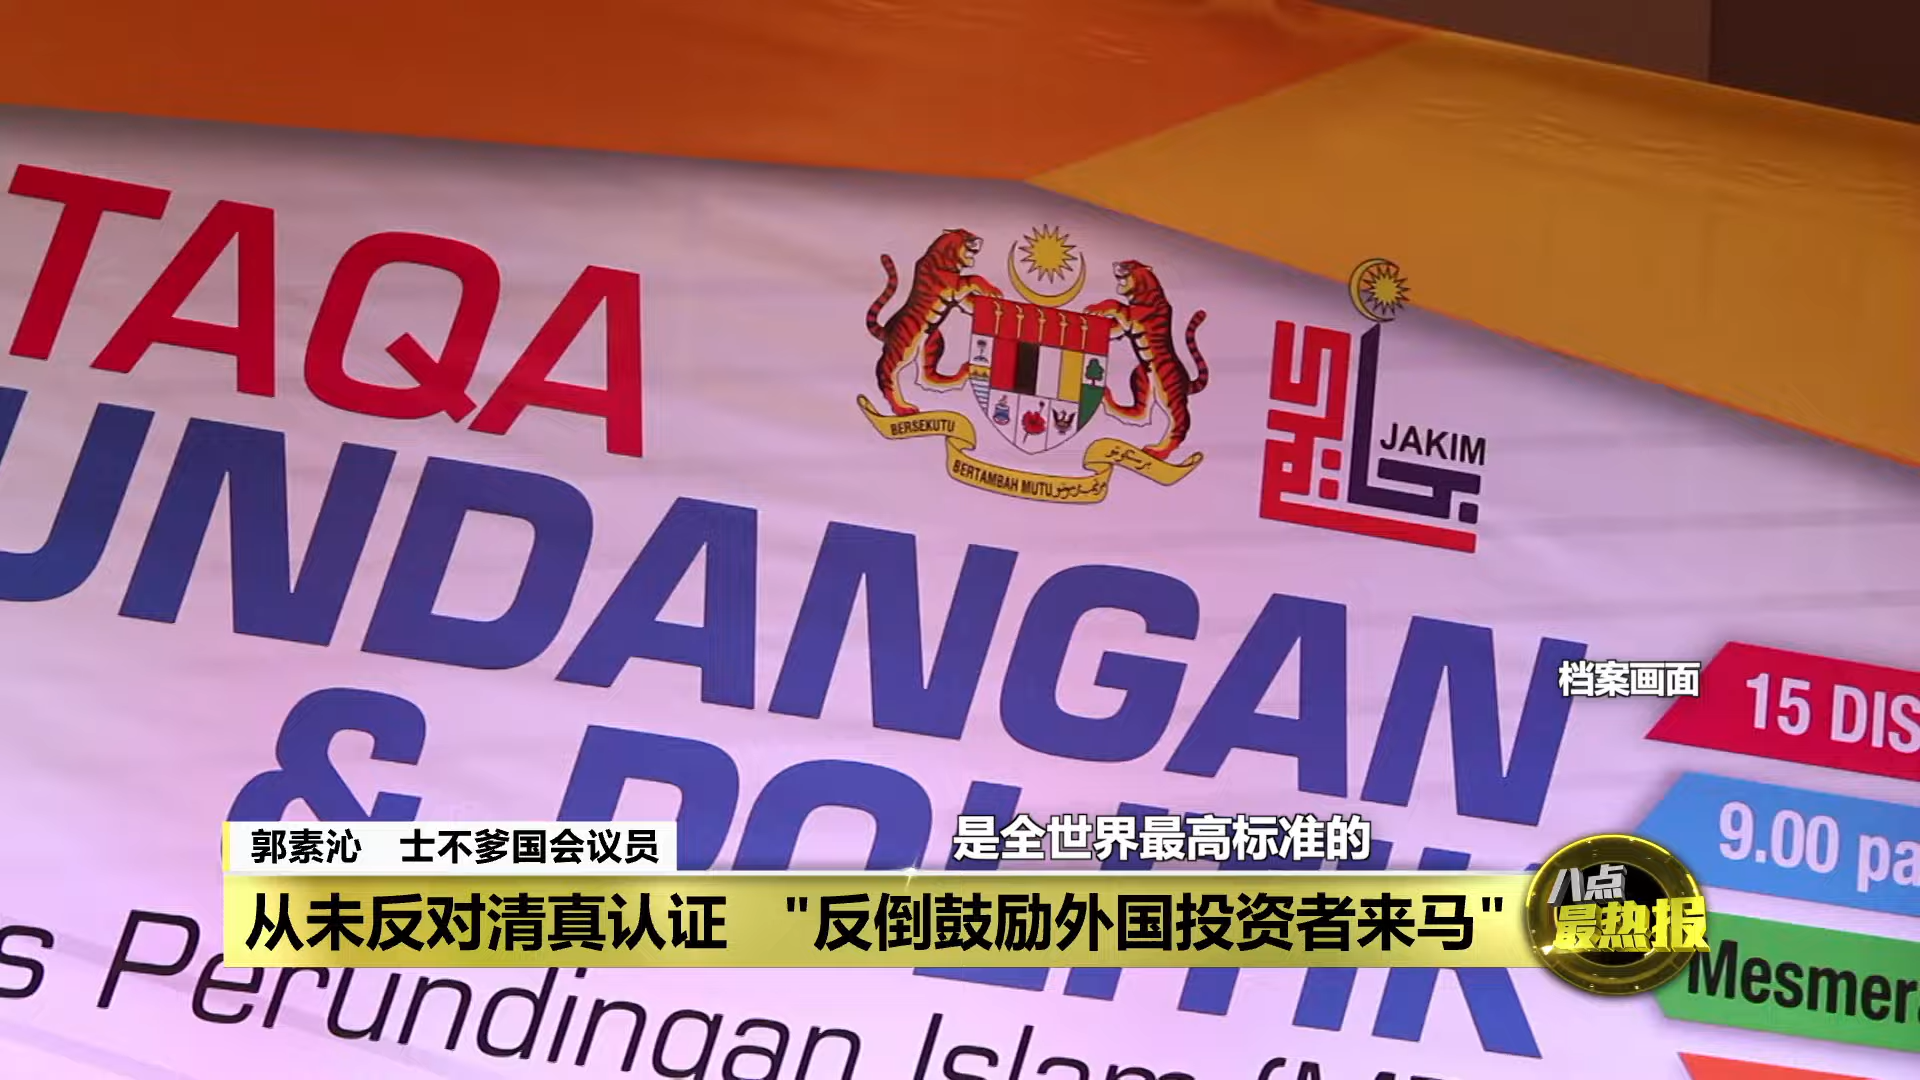 TAQA
UNDANGAN
BERSEKUTU
BERTAMBAH MUTU
JAKIM
档案画面
15 DIS
9.00 pa
是全世界最高标准的
郭素沁 士不爹国会议员
从未反对清真认证 "反倒鼓励外国投资者来马"
八点
最热报
Mesmer
s Perundingan Islam